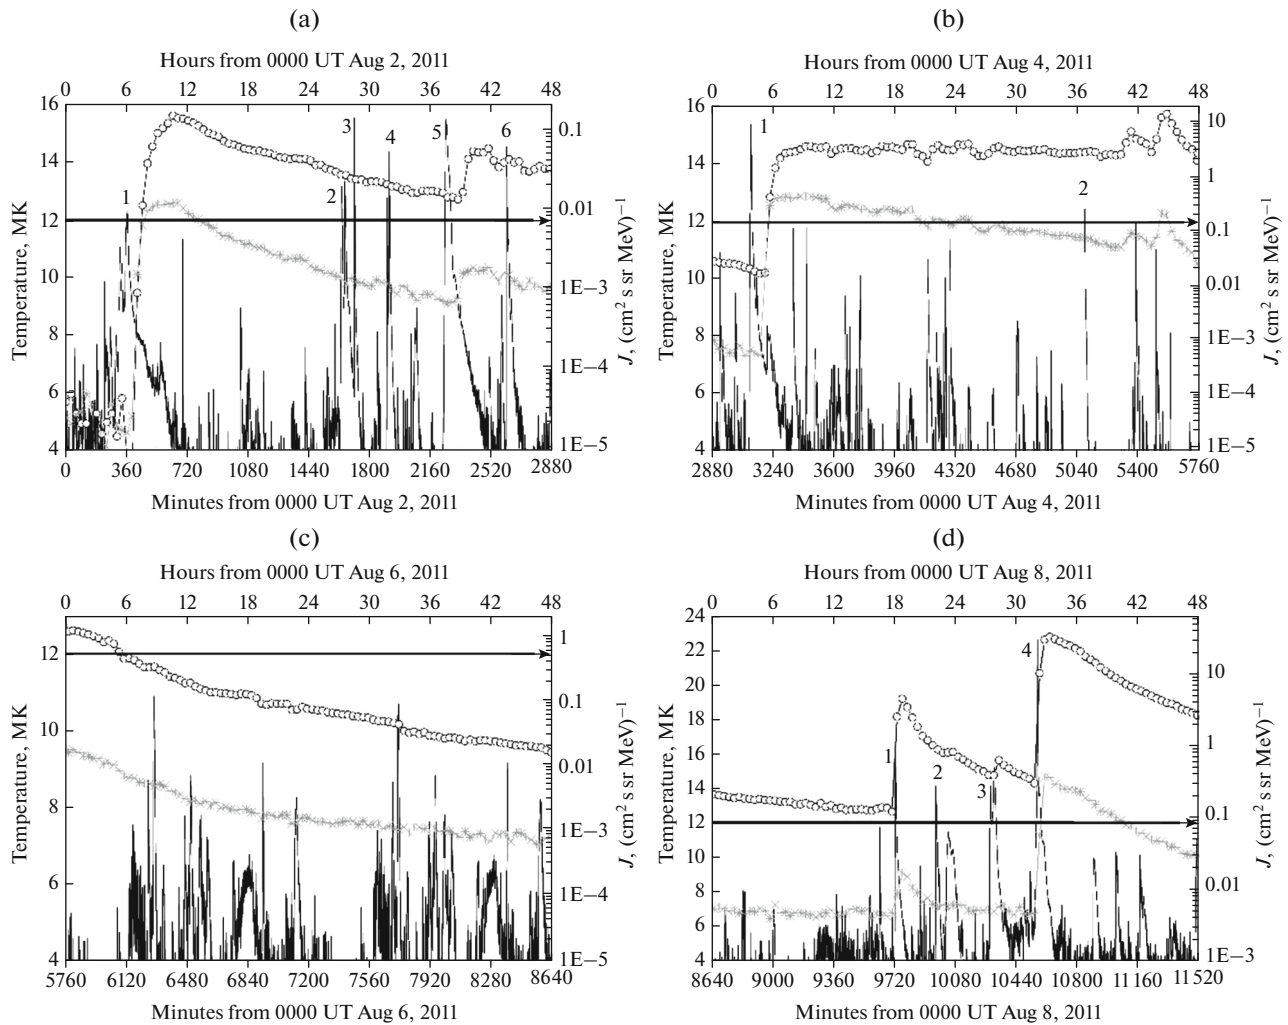 (a)
Hours from 0000 UT Aug 2, 2011
0 6 12 18 24 30 36 42 48
16
14
12
10
8
6
4
Temperature, MK
1 2 3 4 5 6
0.1
0.01
1E−3
1E−4
1E−5
J, (cm² s sr MeV)⁻¹
0 360 720 1080 1440 1800 2160 2520 2880
Minutes from 0000 UT Aug 2, 2011
(b)
Hours from 0000 UT Aug 4, 2011
0 6 12 18 24 30 36 42 48
16
14
12
10
8
6
4
Temperature, MK
1 2
10
1
0.1
0.01
1E−3
1E−4
1E−5
J, (cm² s sr MeV)⁻¹
2880 3240 3600 3960 4320 4680 5040 5400 5760
Minutes from 0000 UT Aug 4, 2011
(c)
Hours from 0000 UT Aug 6, 2011
0 6 12 18 24 30 36 42 48
12
10
8
6
4
Temperature, MK
1
0.1
0.01
1E−3
1E−4
1E−5
J, (cm² s sr MeV)⁻¹
5760 6120 6480 6840 7200 7560 7920 8280 8640
Minutes from 0000 UT Aug 6, 2011
(d)
Hours from 0000 UT Aug 8, 2011
0 6 12 18 24 30 36 42 48
24
22
20
18
16
14
12
10
8
6
4
Temperature, MK
1 2 3 4
10
1
0.1
0.01
1E−3
J, (cm² s sr MeV)⁻¹
8640 9000 9360 9720 10080 10440 10800 11160 11520
Minutes from 0000 UT Aug 8, 2011